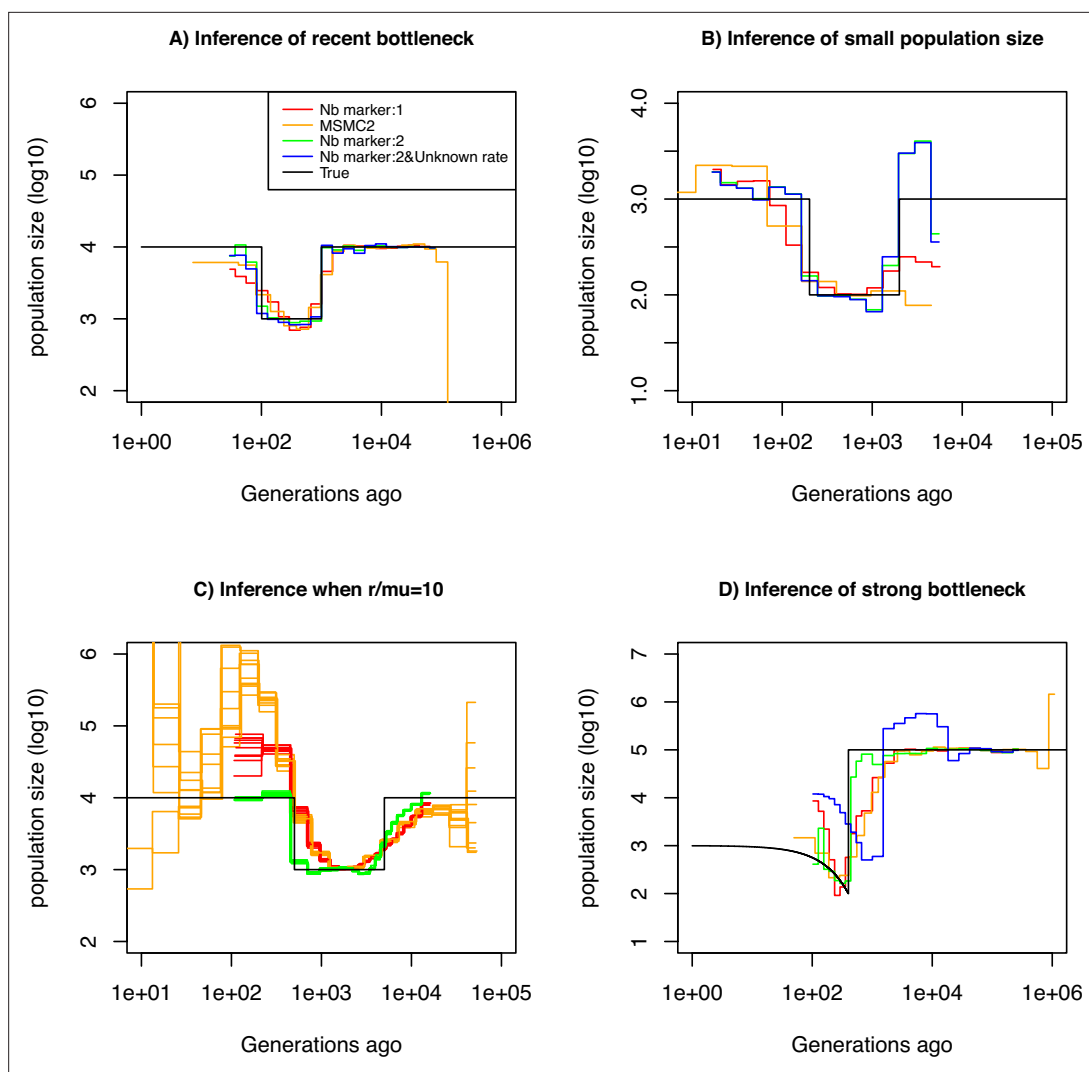 A) Inference of recent bottleneck
population size (log10)
6
5
4
3
2
Nb marker:1
MSMC2
Nb marker:2
Nb marker:2&Unknown rate
True
1e+00 1e+02 1e+04 1e+06
Generations ago
B) Inference of small population size
population size (log10)
4.0
3.0
2.0
1.0
1e+01 1e+02 1e+03 1e+04 1e+05
Generations ago
C) Inference when r/mu=10
population size (log10)
6
5
4
3
2
1e+01 1e+02 1e+03 1e+04 1e+05
Generations ago
D) Inference of strong bottleneck
population size (log10)
7
6
5
4
3
2
1
1e+00 1e+02 1e+04 1e+06
Generations ago